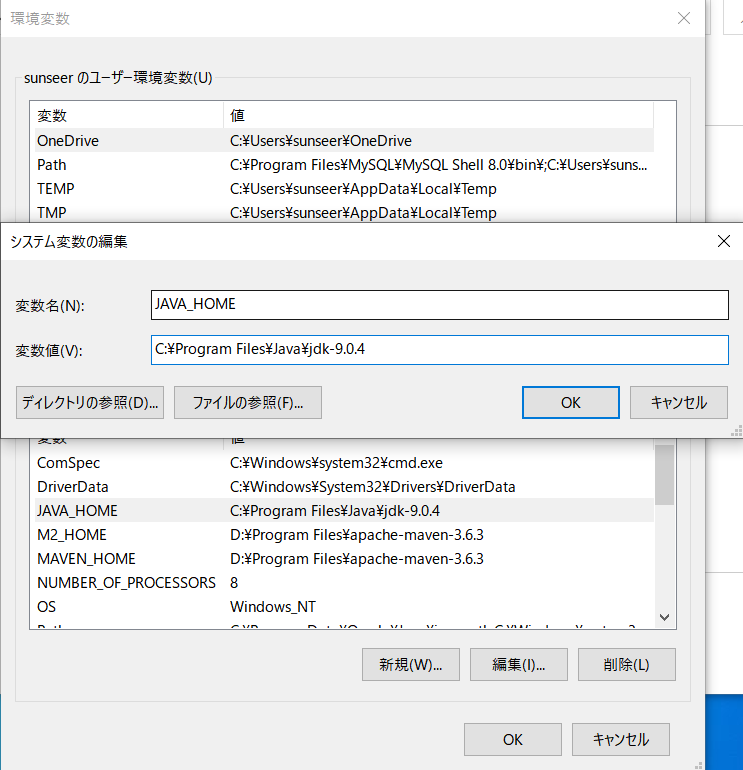 環境変数
sunseer のユーザー環境変数(U)
変数 値
OneDrive C:¥Users¥sunseer¥OneDrive
Path C:¥Program Files¥MySQL¥MySQL Shell 8.0¥bin¥;C:¥Users¥suns...
TEMP C:¥Users¥sunseer¥AppData¥Local¥Temp
TMP C:¥Users¥sunseer¥AppData¥Local¥Temp
システム変数の編集
変数名(N): JAVA_HOME
変数値(V): C:¥Program Files¥Java¥jdk-9.0.4
ディレクトリの参照(D)... ファイルの参照(F)... OK キャンセル
変数 値
ComSpec C:¥Windows¥system32¥cmd.exe
DriverData C:¥Windows¥System32¥Drivers¥DriverData
JAVA_HOME C:¥Program Files¥Java¥jdk-9.0.4
M2_HOME D:¥Program Files¥apache-maven-3.6.3
MAVEN_HOME D:¥Program Files¥apache-maven-3.6.3
NUMBER_OF_PROCESSORS 8
OS Windows_NT
新規(W)... 編集(I)... 削除(L)
OK キャンセル